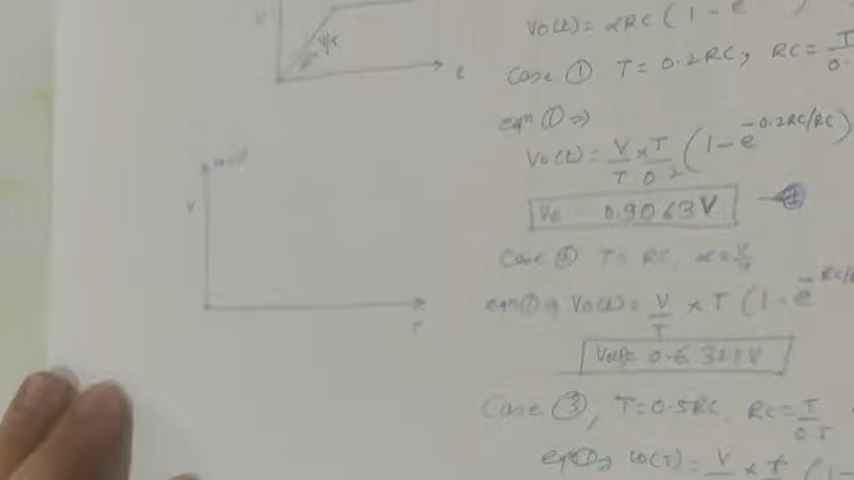 V
V/T
t
V
T
Vo(t) = αRC ( 1 - e
Case ① T = 0.2RC, RC = T/0.
eqn ① ⇒
Vo(t) = V/T × T/0.2 (1 - e^-0.2RC/RC)
Vo = 0.9063V
Case ② T = RC, α = V/T
eqn ① ⇒ Vo(t) = V/T × T (1 - e^-RC/R
Vo(t) = 0.6321V
Case ③, T = 0.5RC, RC = T/0.5
eqn ① ⇒ Vo(T) = V × T (1-